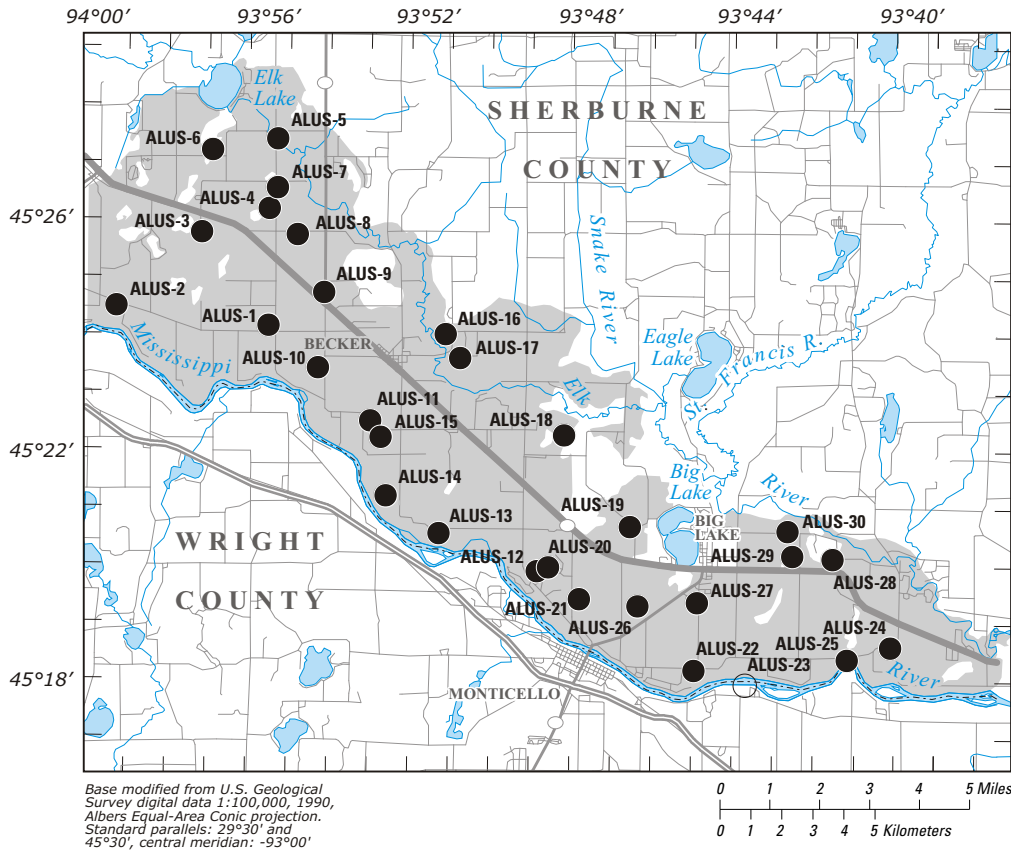 94°00′ 93°56′ 93°52′ 93°48′ 93°44′ 93°40′
Elk
Lake
SHERBURNE
COUNTY
ALUS-5
ALUS-6
ALUS-7
ALUS-4
45°26′
ALUS-3
ALUS-8
Snake River
ALUS-9
ALUS-2
ALUS-1
ALUS-16
BECKER
ALUS-17
Mississippi
Eagle
Lake
St. Francis R.
ALUS-10
Elk
ALUS-11
ALUS-15
ALUS-18
45°22′
Big
Lake
River
ALUS-14
ALUS-19
ALUS-13
BIG
LAKE
ALUS-30
WRIGHT
COUNTY
ALUS-12
ALUS-20
ALUS-29
ALUS-28
ALUS-27
ALUS-21
ALUS-26
ALUS-24
ALUS-25
ALUS-22
ALUS-23
River
45°18′
MONTICELLO
Base modified from U.S. Geological
Survey digital data 1:100,000, 1990,
Albers Equal-Area Conic projection.
Standard parallels: 29°30′ and
45°30′, central meridian: -93°00′
0 1 2 3 4 5 Miles
0 1 2 3 4 5 Kilometers